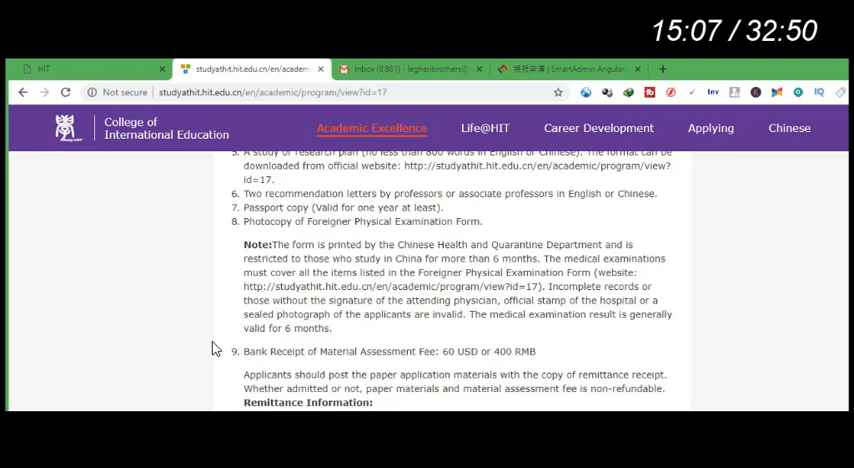 15:07 / 32:50
HIT
studyathit.hit.edu.cn/en/academ
Inbox (8,881) - legharibrothers@
填报申请 | SmartAdmin Angular
Not secure | studyathit.hit.edu.cn/en/academic/program/view?id=17
Inv
IQ
College of
International Education
Academic Excellence
Life@HIT
Career Development
Applying
Chinese
5. A study or research plan (no less than 800 words in English or Chinese). The format can be
downloaded from official website: http://studyathit.hit.edu.cn/en/academic/program/view?
id=17.
6. Two recommendation letters by professors or associate professors in English or Chinese.
7. Passport copy (Valid for one year at least).
8. Photocopy of Foreigner Physical Examination Form.
Note:The form is printed by the Chinese Health and Quarantine Department and is
restricted to those who study in China for more than 6 months. The medical examinations
must cover all the items listed in the Foreigner Physical Examination Form (website:
http://studyathit.hit.edu.cn/en/academic/program/view?id=17). Incomplete records or
those without the signature of the attending physician, official stamp of the hospital or a
sealed photograph of the applicants are invalid. The medical examination result is generally
valid for 6 months.
9. Bank Receipt of Material Assessment Fee: 60 USD or 400 RMB
Applicants should post the paper application materials with the copy of remittance receipt.
Whether admitted or not, paper materials and material assessment fee is non-refundable.
Remittance Information: